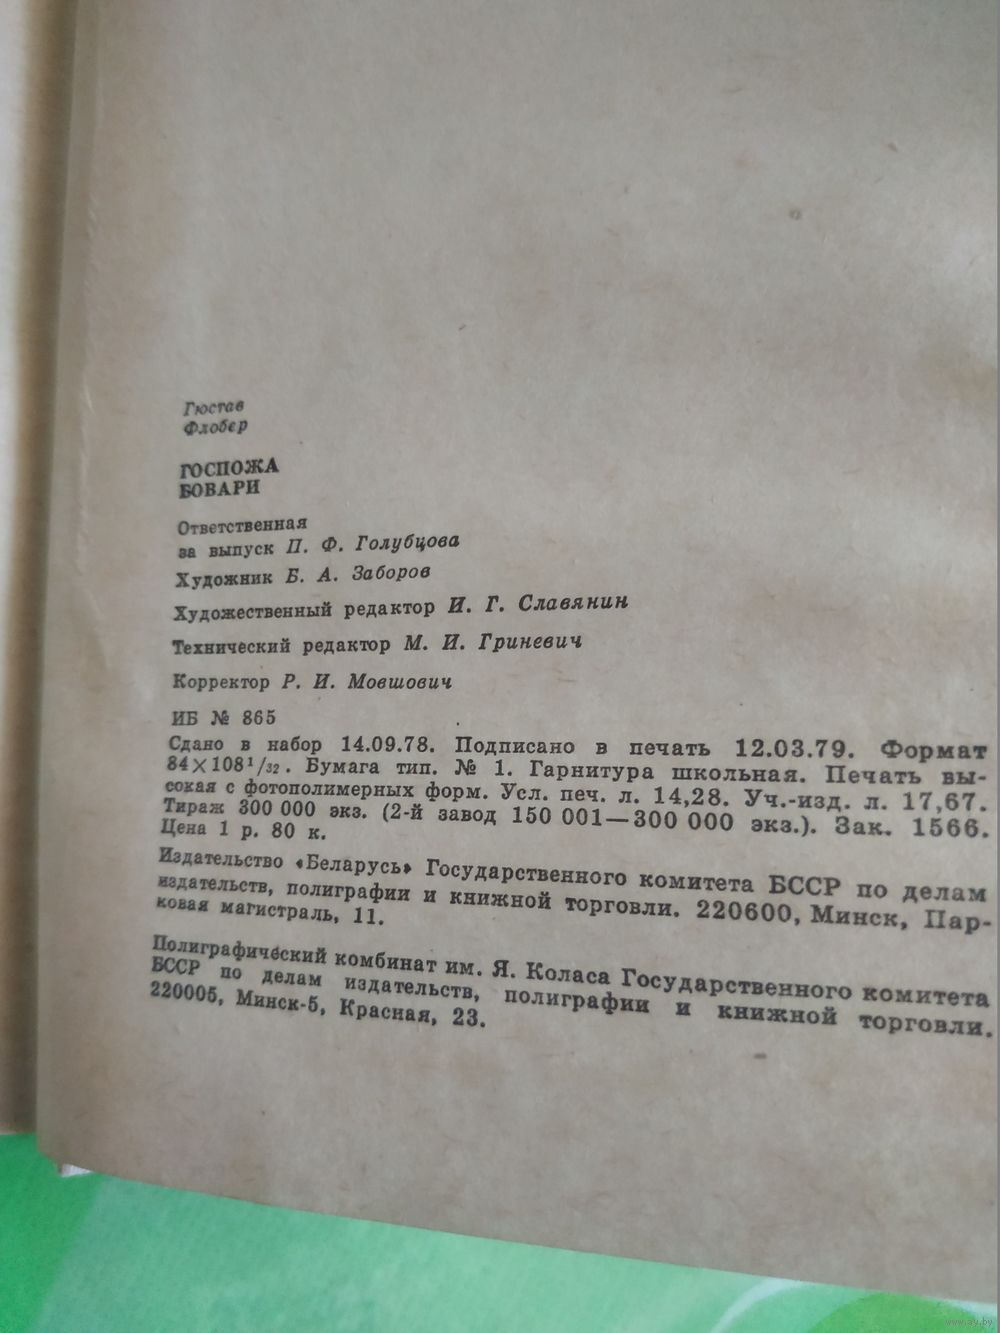 Гюстав
Флобер
ГОСПОЖА
БОВАРИ
Ответственная
за выпуск П. Ф. Голубцова
Художник Б. А. Заборов
Художественный редактор И. Г. Славянин
Технический редактор М. И. Гриневич
Корректор Р. И. Мовшович
ИБ № 865
Сдано в набор 14.09.78. Подписано в печать 12.03.79. Формат
84×108¹/₃₂. Бумага тип. № 1. Гарнитура школьная. Печать вы-
сокая с фотополимерных форм. Усл. печ. л. 14,28. Уч.-изд. л. 17,67.
Тираж 300 000 экз. (2-й завод 150 001—300 000 экз.). Зак. 1566.
Цена 1 р. 80 к.
Издательство «Беларусь» Государственного комитета БССР по делам
издательств, полиграфии и книжной торговли. 220600, Минск, Пар-
ковая магистраль, 11.
Полиграфический комбинат им. Я. Коласа Государственного комитета
БССР по делам издательств, полиграфии и книжной торговли.
220005, Минск-5, Красная, 23.
www.ay.by